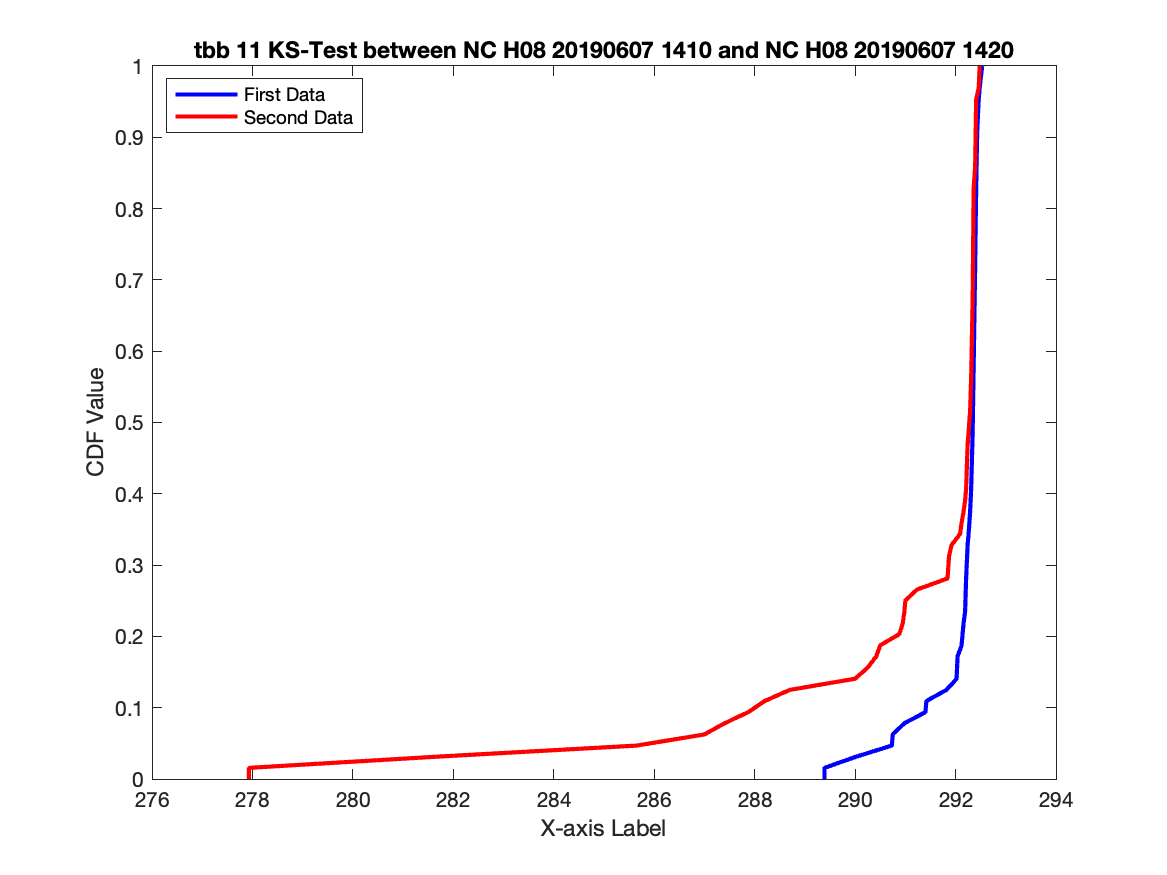 tbb 11 KS-Test between NC H08 20190607 1410 and NC H08 20190607 1420
First Data
Second Data
1
0.9
0.8
0.7
0.6
0.5
0.4
0.3
0.2
0.1
0
CDF Value
276 278 280 282 284 286 288 290 292 294
X-axis Label